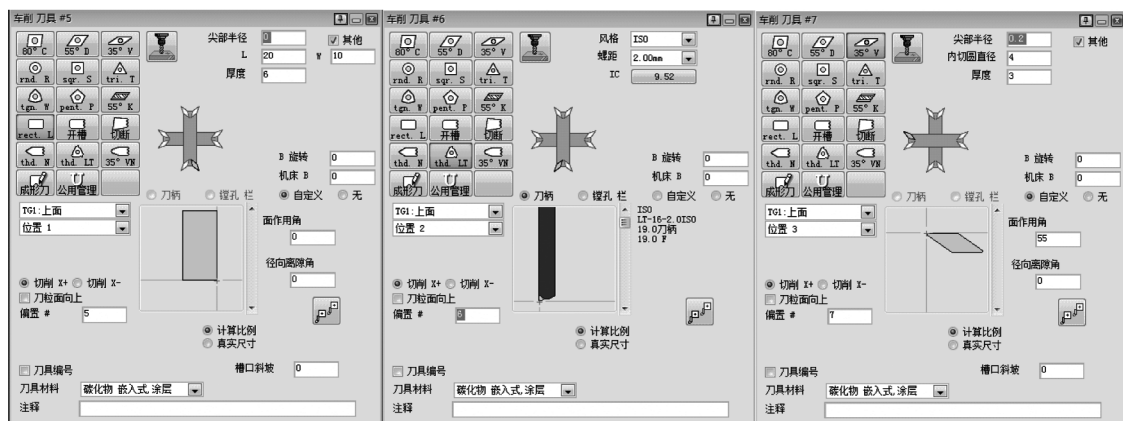 车削 刀具 #5
80° C 55° D 35° V
尖部半径 0 其他
L 20 W 10
厚度 6
rnd. R sqr. S tri. T
tgn. W pent. P 55° K
rect. L 开槽 切断
thd. N thd. LT 35° VN
成形刀 公用管理
B 旋转 0
机床 B 0
刀柄 镗孔 栏 自定义 无
TG1:上面
位置 1
面作用角
0
径向离隙角
0
切削 X+ 切削 X-
刀粒面向上
偏置 # 5
计算比例
真实尺寸
刀具编号 槽口斜坡 0
刀具材料 碳化物 嵌入式,涂层
注释
车削 刀具 #6
80° C 55° D 35° V
风格 ISO
螺距 2.00mm
IC 9.52
rnd. R sqr. S tri. T
tgn. W pent. P 55° K
rect. L 开槽 切断
thd. N thd. LT 35° VN
成形刀 公用管理
B 旋转 0
机床 B 0
刀柄 镗孔 栏 自定义 无
TG1:上面
位置 2
ISO
LT-16-2.0ISO
19.0刀柄
19.0 F
切削 X+ 切削 X-
刀粒面向上
偏置 # 6
计算比例
真实尺寸
刀具编号
刀具材料 碳化物 嵌入式,涂层
注释
车削 刀具 #7
80° C 55° D 35° V
尖部半径 0.2 其他
内切圆直径 4
厚度 3
rnd. R sqr. S tri. T
tgn. W pent. P 55° K
rect. L 开槽 切断
thd. N thd. LT 35° VN
成形刀 公用管理
B 旋转 0
机床 B 0
刀柄 镗孔 栏 自定义 无
TG1:上面
位置 3
面作用角
55
径向离隙角
0
切削 X+ 切削 X-
刀粒面向上
偏置 # 7
计算比例
真实尺寸
刀具编号 槽口斜坡 0
刀具材料 碳化物 嵌入式,涂层
注释